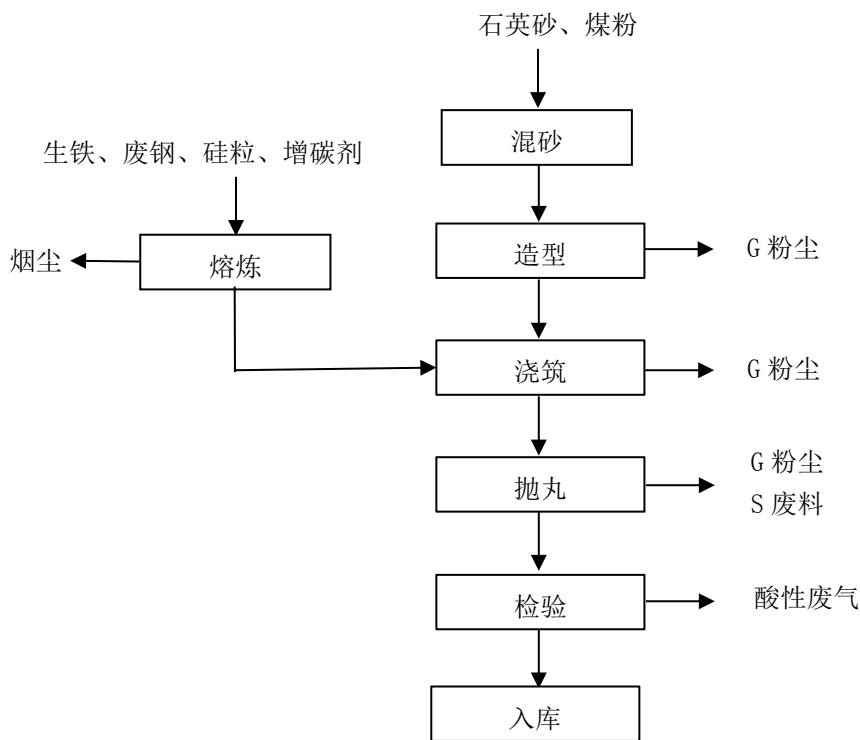 石英砂、煤粉
混砂
生铁、废钢、硅粒、增碳剂
造型
G 粉尘
烟尘
熔炼
浇筑
G 粉尘
抛丸
G 粉尘
S 废料
检验
酸性废气
入库